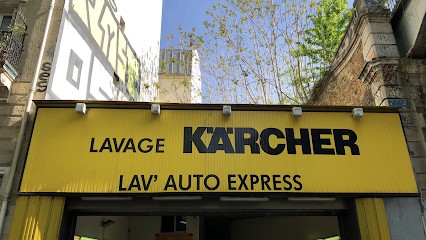 LAVAGE KÄRCHER
LAV' AUTO EXPRESS